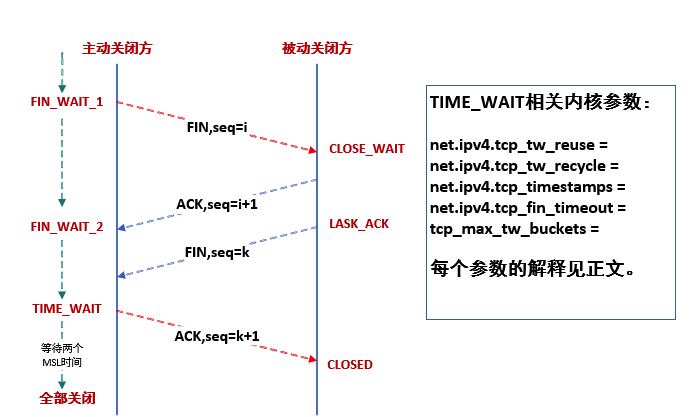 主动关闭方
被动关闭方
FIN_WAIT_1
FIN,seq=i
CLOSE_WAIT
ACK,seq=i+1
FIN_WAIT_2
LASK_ACK
FIN,seq=k
TIME_WAIT
ACK,seq=k+1
等待两个
MSL时间
CLOSED
全部关闭
TIME_WAIT相关内核参数：
net.ipv4.tcp_tw_reuse =
net.ipv4.tcp_tw_recycle =
net.ipv4.tcp_timestamps =
net.ipv4.tcp_fin_timeout =
tcp_max_tw_buckets =
每个参数的解释见正文。